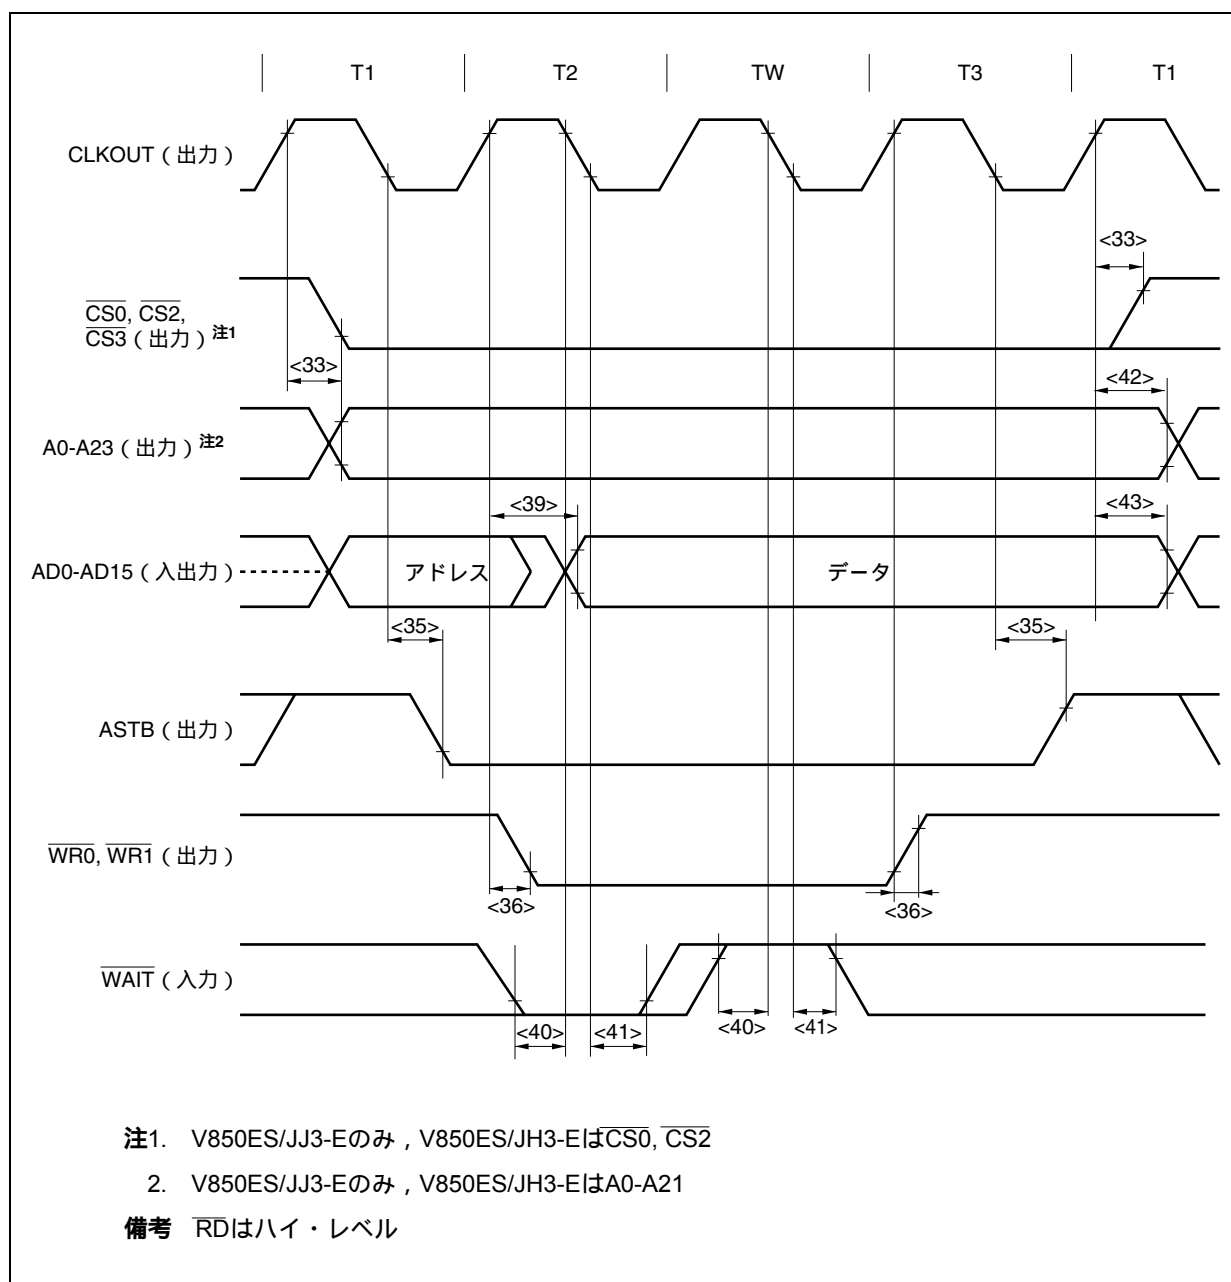 T1 T2 TW T3 T1
CLKOUT（出力）
<33>
CS0, CS2,
CS3（出力）注1
<33>
<42>
A0-A23（出力）注2
<39>
<43>
AD0-AD15（入出力）
アドレス
データ
<35>
<35>
ASTB（出力）
WR0, WR1（出力）
<36>
<36>
WAIT（入力）
<40>
<41>
<40>
<41>
注1. V850ES/JJ3-Eのみ，V850ES/JH3-EはCS0, CS2
2. V850ES/JJ3-Eのみ，V850ES/JH3-EはA0-A21
備考 RDはハイ・レベル